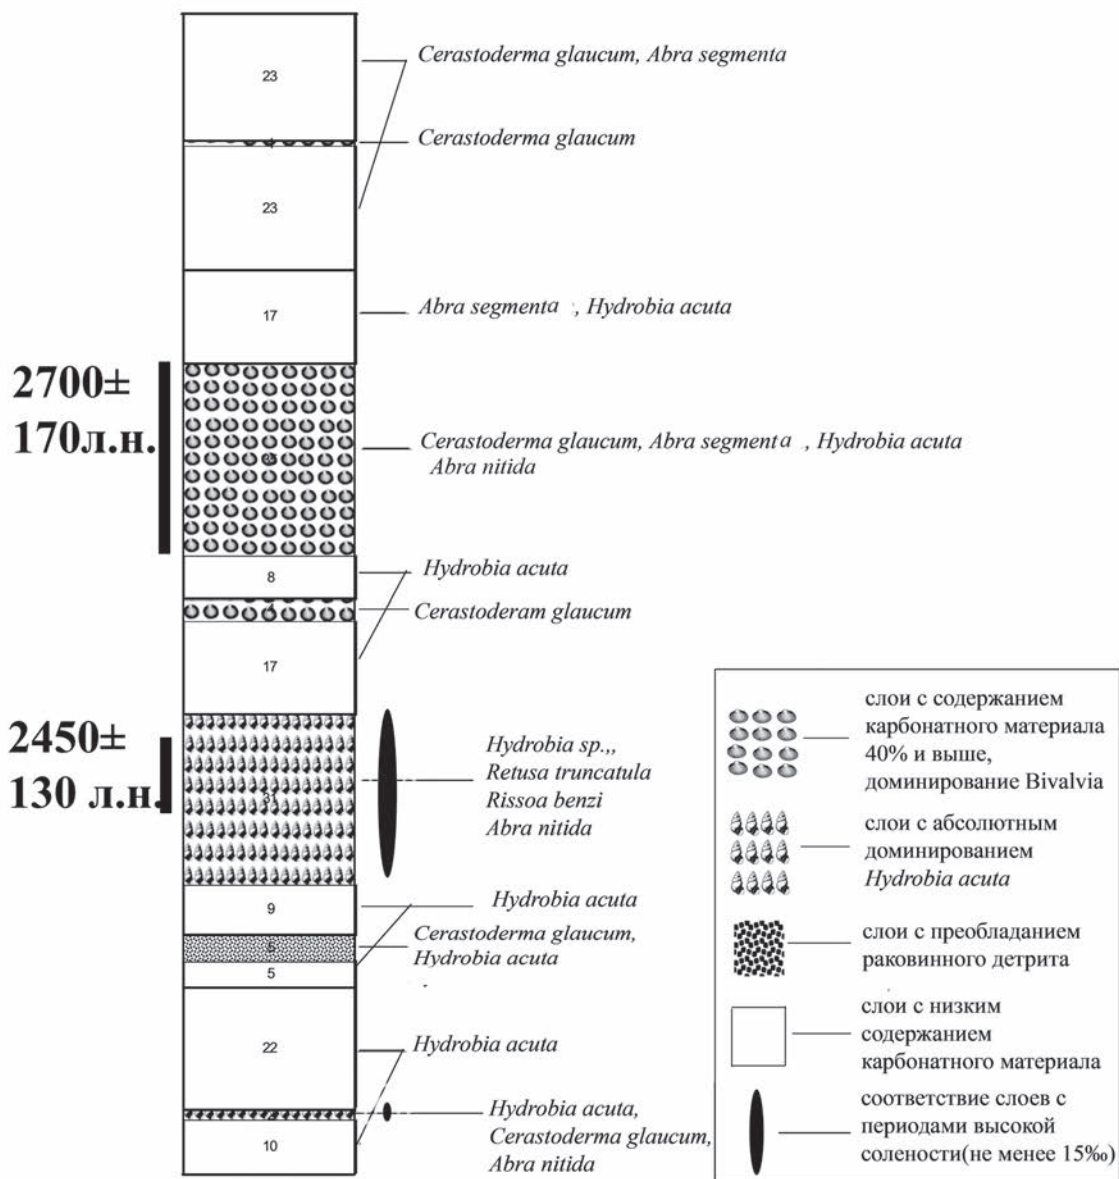 23
Cerastoderma glaucum, Abra segmenta
Cerastoderma glaucum
23
17
Abra segmenta , Hydrobia acuta
2700±
170л.н.
35
Cerastoderma glaucum, Abra segmenta , Hydrobia acuta
Abra nitida
8
Hydrobia acuta
4
Cerastoderam glaucum
17
2450±
130 л.н.
31
Hydrobia sp.,,
Retusa truncatula
Rissoa benzi
Abra nitida
9
Hydrobia acuta
5
Cerastoderma glaucum,
Hydrobia acuta
5
22
Hydrobia acuta
Hydrobia acuta,
Cerastoderma glaucum,
Abra nitida
10
слои с содержанием
карбонатного материала
40% и выше,
доминирование Bivalvia
слои с абсолютным
доминированием
Hydrobia acuta
слои с преобладанием
раковинного детрита
слои с низким
содержанием
карбонатного материала
соответствие слоев с
периодами высокой
солености(не менее 15‰)